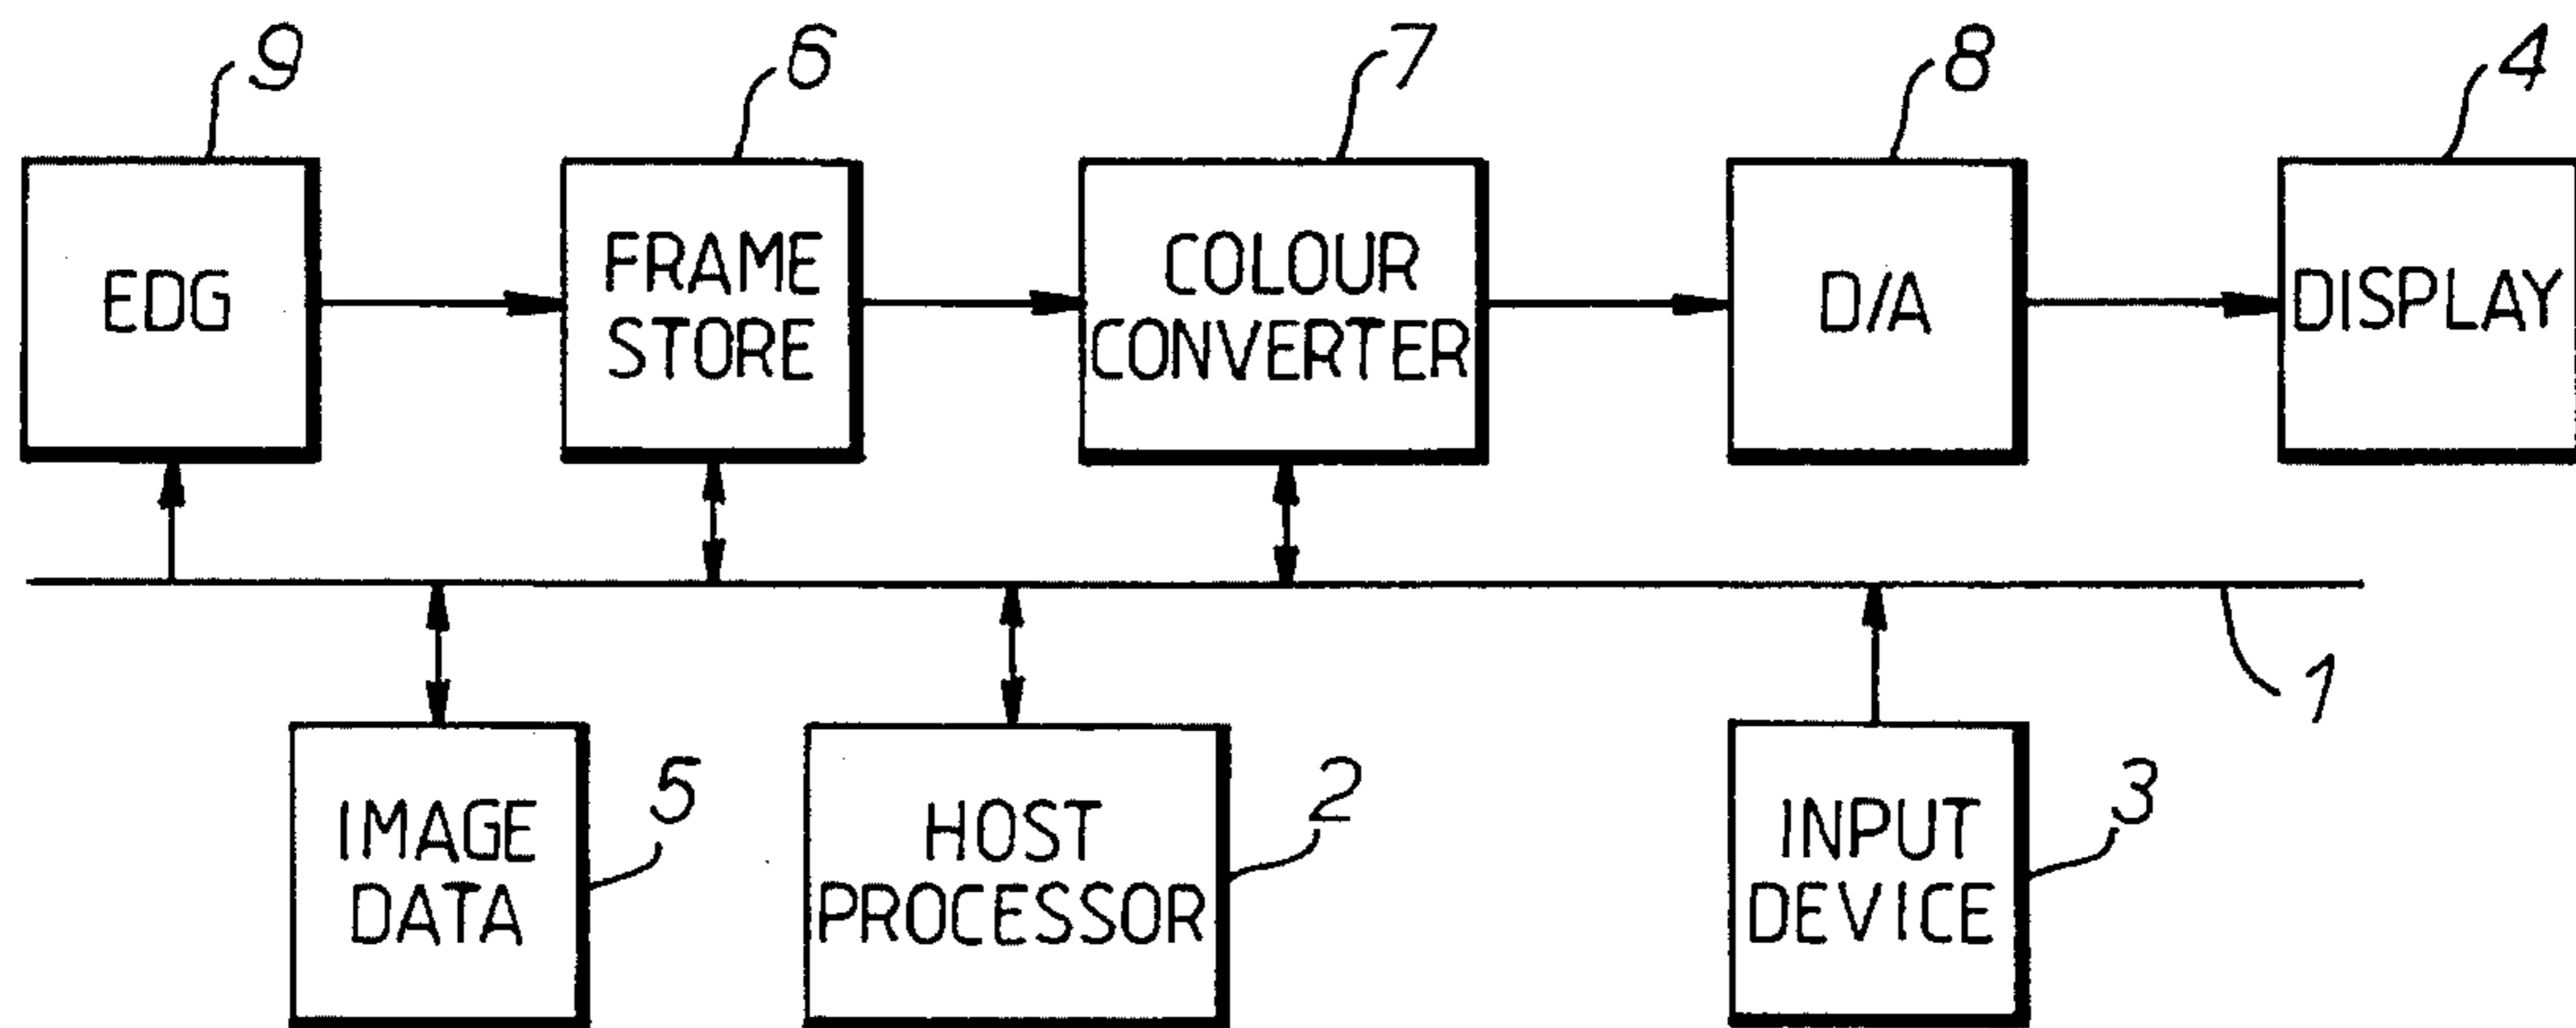 9
6
7
8
4
EDG
FRAME
STORE
COLOUR
CONVERTER
D/A
DISPLAY
1
IMAGE
DATA
5
HOST
PROCESSOR
2
INPUT
DEVICE
3